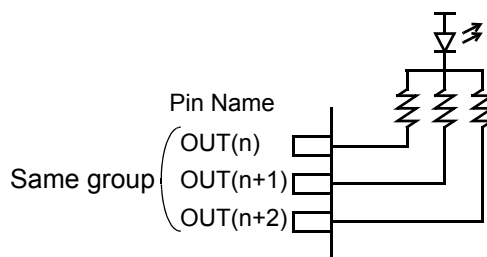 Pin Name
OUT(n)
Same group
OUT(n+1)
OUT(n+2)